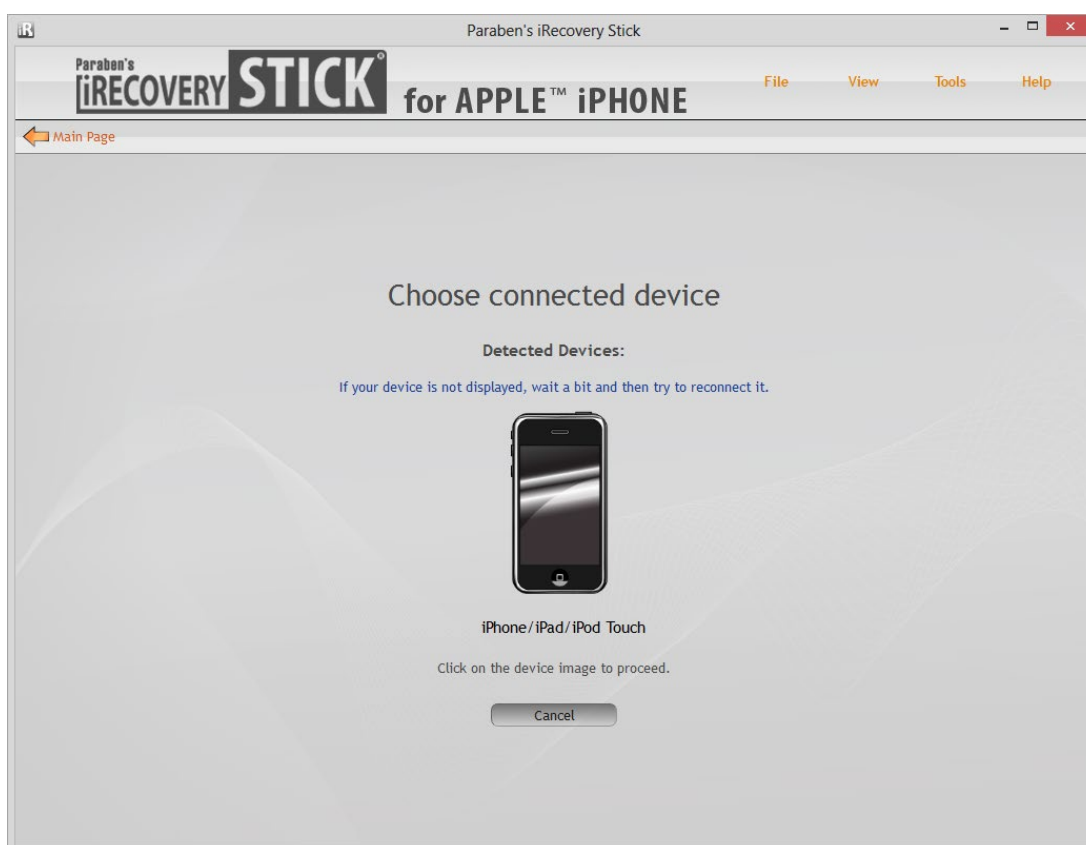 iR
Paraben's iRecovery Stick
Paraben's
iRECOVERY STICK® for APPLE™ iPHONE
File View Tools Help
Main Page
Choose connected device
Detected Devices:
If your device is not displayed, wait a bit and then try to reconnect it.
iPhone/iPad/iPod Touch
Click on the device image to proceed.
Cancel